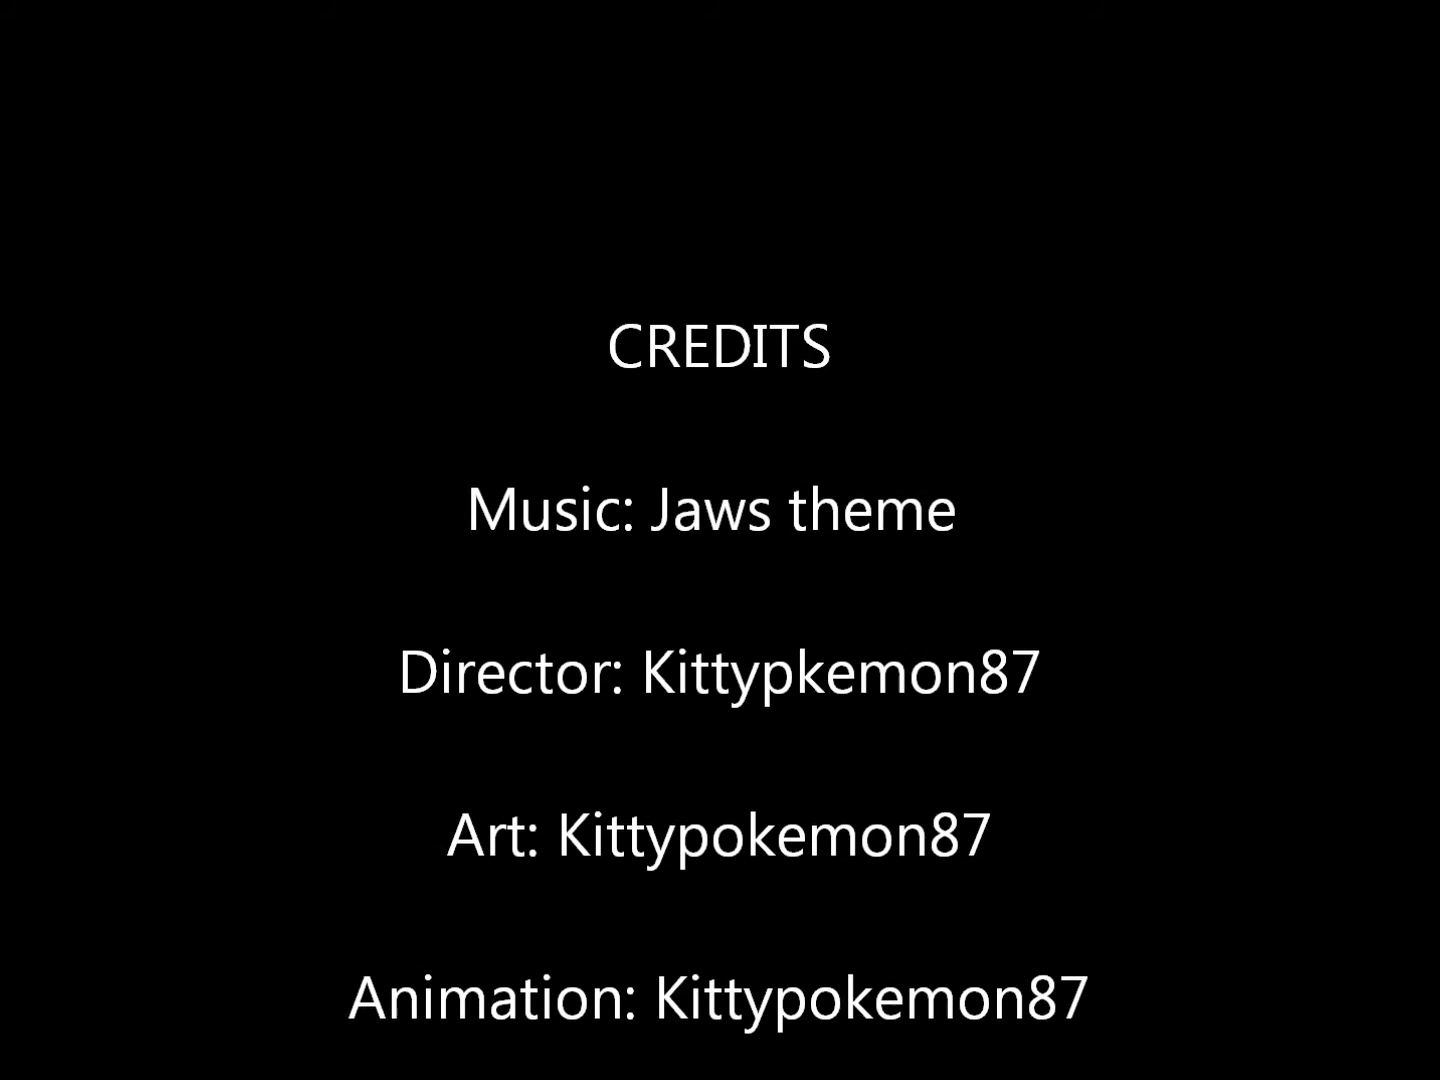 CREDITS
Music: Jaws theme
Director: Kittypkemon87
Art: Kittypokemon87
Animation: Kittypokemon87